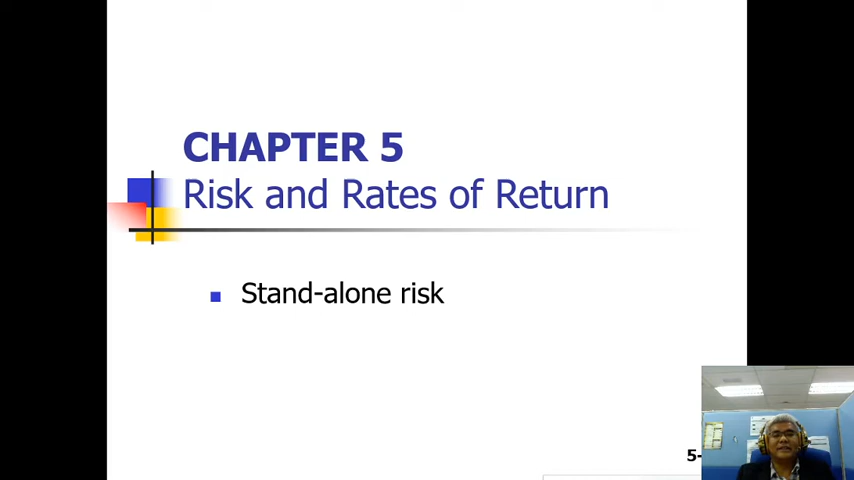 CHAPTER 5
Risk and Rates of Return
Stand-alone risk
5-